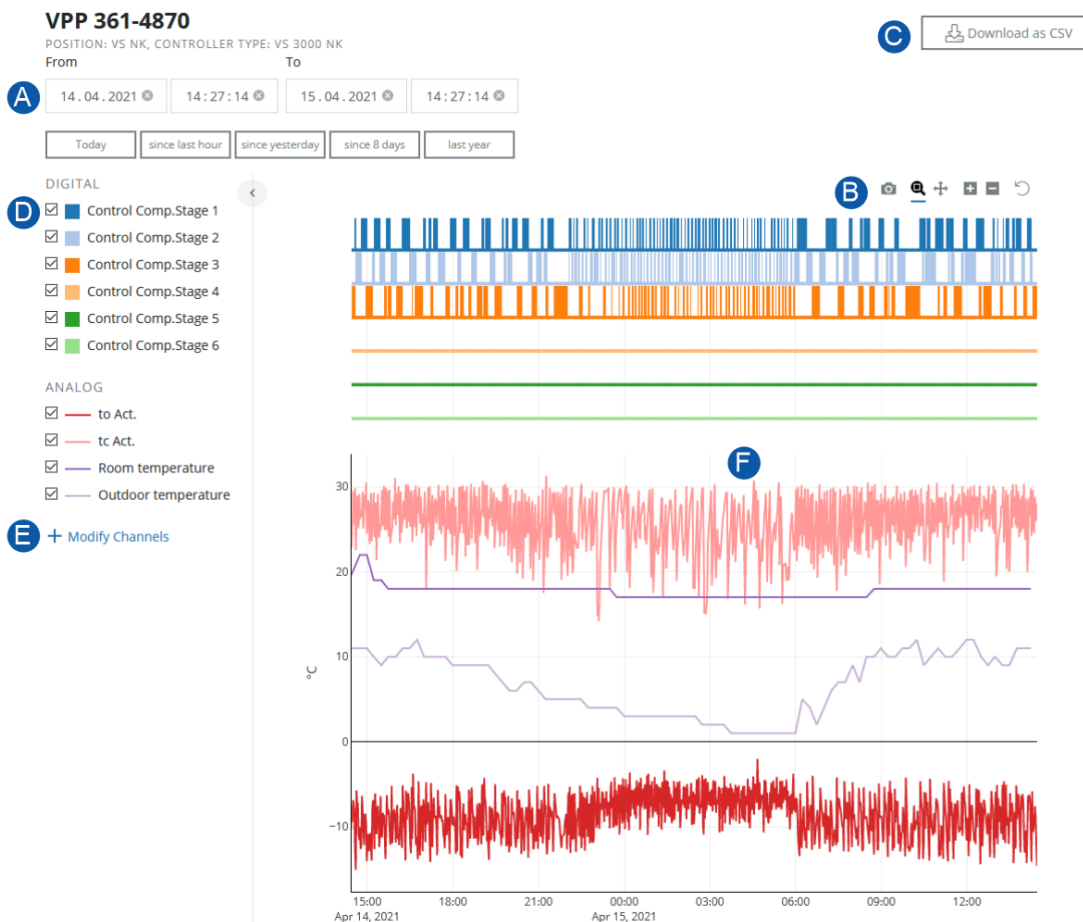 VPP 361-4870
POSITION: VS NK, CONTROLLER TYPE: VS 3000 NK
C
Download as CSV
From To
A
14.04.2021 14:27:14 15.04.2021 14:27:14
Today since last hour since yesterday since 8 days last year
DIGITAL
B
D
Control Comp.Stage 1
Control Comp.Stage 2
Control Comp.Stage 3
Control Comp.Stage 4
Control Comp.Stage 5
Control Comp.Stage 6
ANALOG
to Act.
tc Act.
Room temperature
Outdoor temperature
E
+ Modify Channels
F
30
20
10
0
−10
°C
15:00 18:00 21:00 00:00 03:00 06:00 09:00 12:00
Apr 14, 2021 Apr 15, 2021